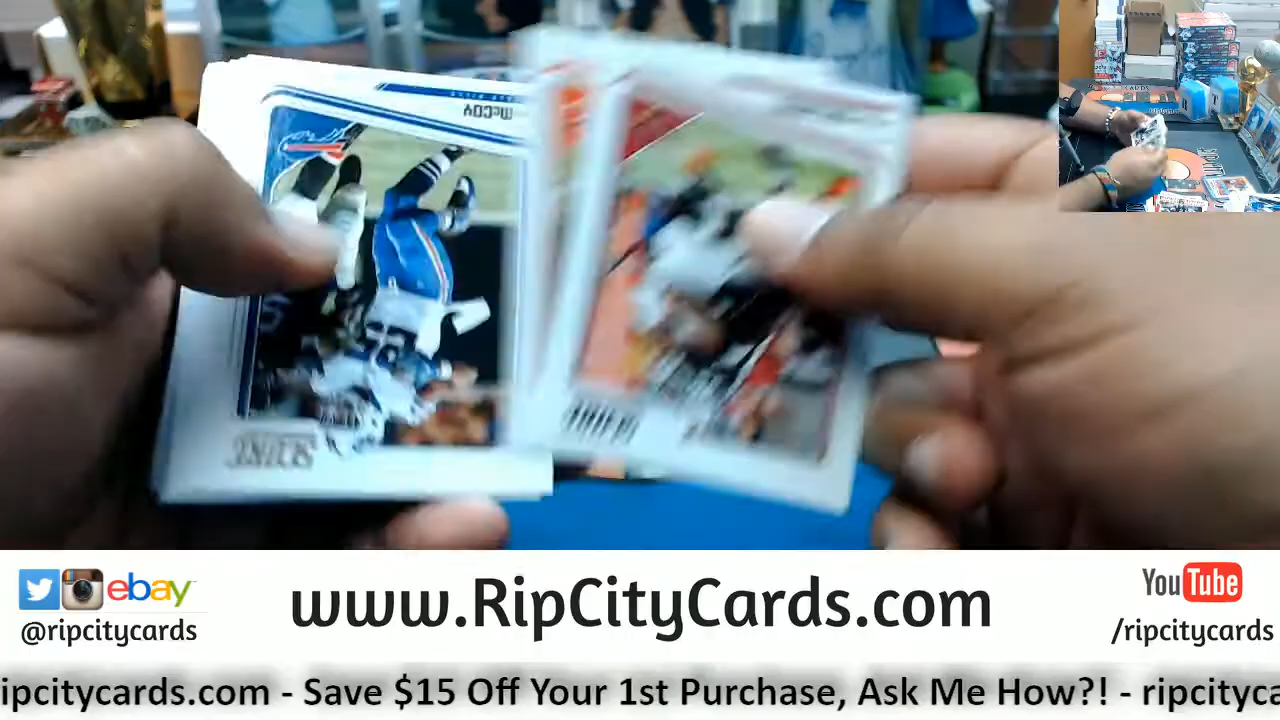 McCOY
SCORE
ebay
@ripcitycards
www.RipCityCards.com
YouTube
/ripcitycards
ipcitycards.com - Save $15 Off Your 1st Purchase, Ask Me How?! - ripcityca